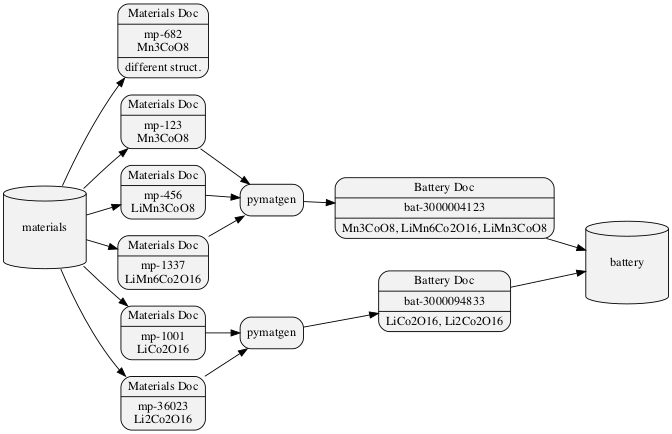 Materials Doc
mp-682
Mn3CoO8
different struct.
Materials Doc
mp-123
Mn3CoO8
Materials Doc
mp-456
LiMn3CoO8
Materials Doc
mp-1337
LiMn6Co2O16
Materials Doc
mp-1001
LiCo2O16
Materials Doc
mp-36023
Li2Co2O16
materials
pymatgen
pymatgen
Battery Doc
bat-3000004123
Mn3CoO8, LiMn6Co2O16, LiMn3CoO8
Battery Doc
bat-3000094833
LiCo2O16, Li2Co2O16
battery